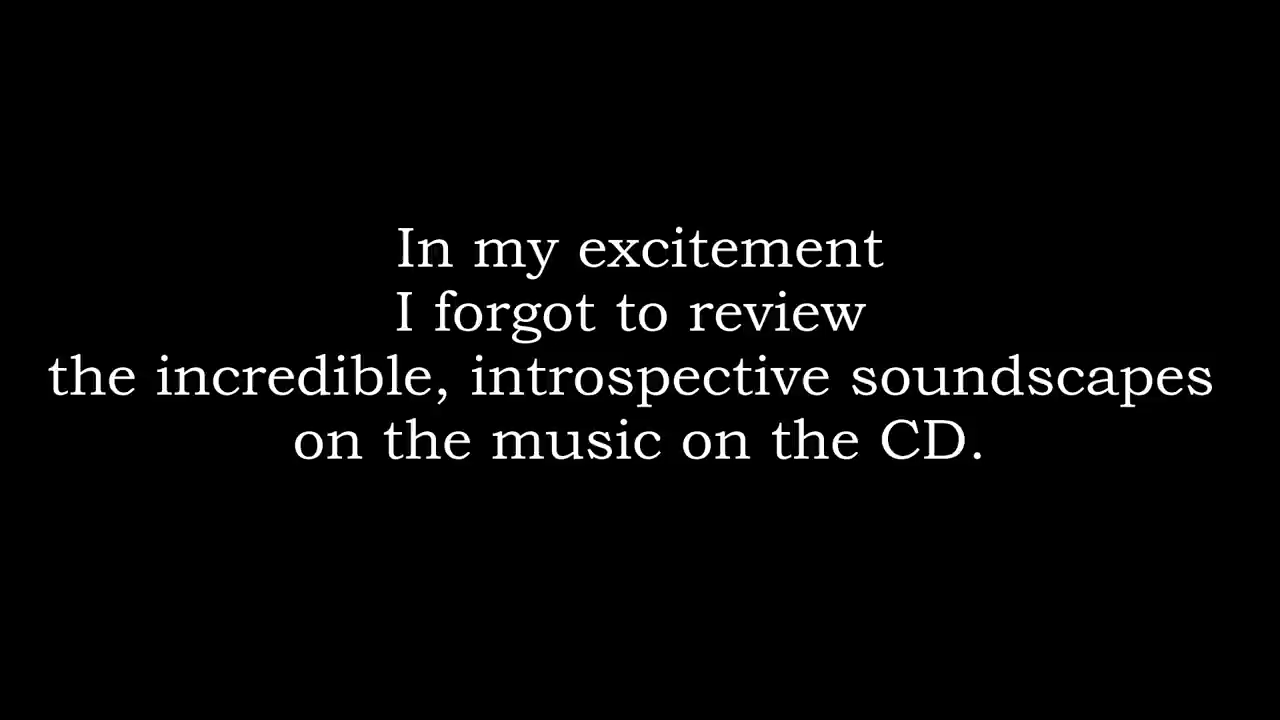 In my excitement
I forgot to review
the incredible, introspective soundscapes
on the music on the CD.